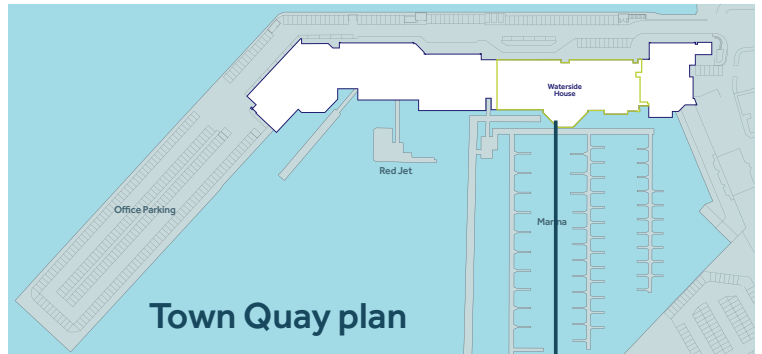 Waterside
House
Red Jet
Office Parking
Marina
Town Quay plan